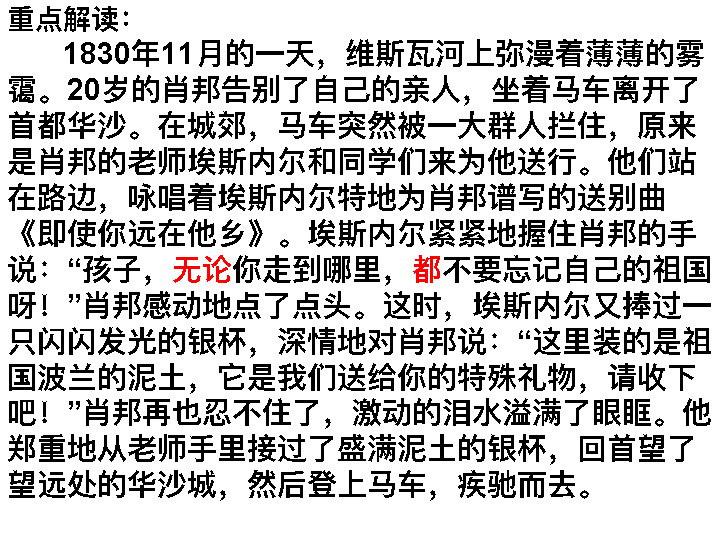 重点解读：
1830年11月的一天，维斯瓦河上弥漫着薄薄的雾
霭。20岁的肖邦告别了自己的亲人，坐着马车离开了
首都华沙。在城郊，马车突然被一大群人拦住，原来
是肖邦的老师埃斯内尔和同学们来为他送行。他们站
在路边，咏唱着埃斯内尔特地为肖邦谱写的送别曲
《即使你远在他乡》。埃斯内尔紧紧地握住肖邦的手
说：“孩子，无论你走到哪里，都不要忘记自己的祖国
呀！”肖邦感动地点了点头。这时，埃斯内尔又捧过一
只闪闪发光的银杯，深情地对肖邦说：“这里装的是祖
国波兰的泥土，它是我们送给你的特殊礼物，请收下
吧！”肖邦再也忍不住了，激动的泪水溢满了眼眶。他
郑重地从老师手里接过了盛满泥土的银杯，回首望了
望远处的华沙城，然后登上马车，疾驰而去。